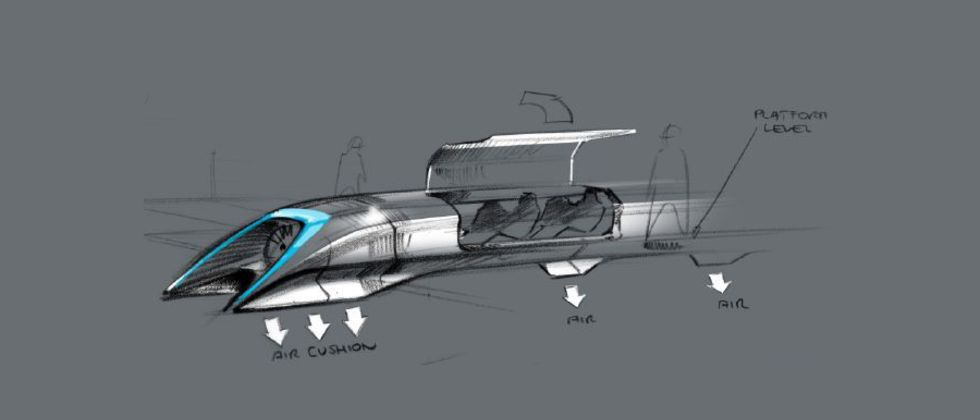 PLATFORM
LEVEL
AIR
AIR
AIR CUSHION